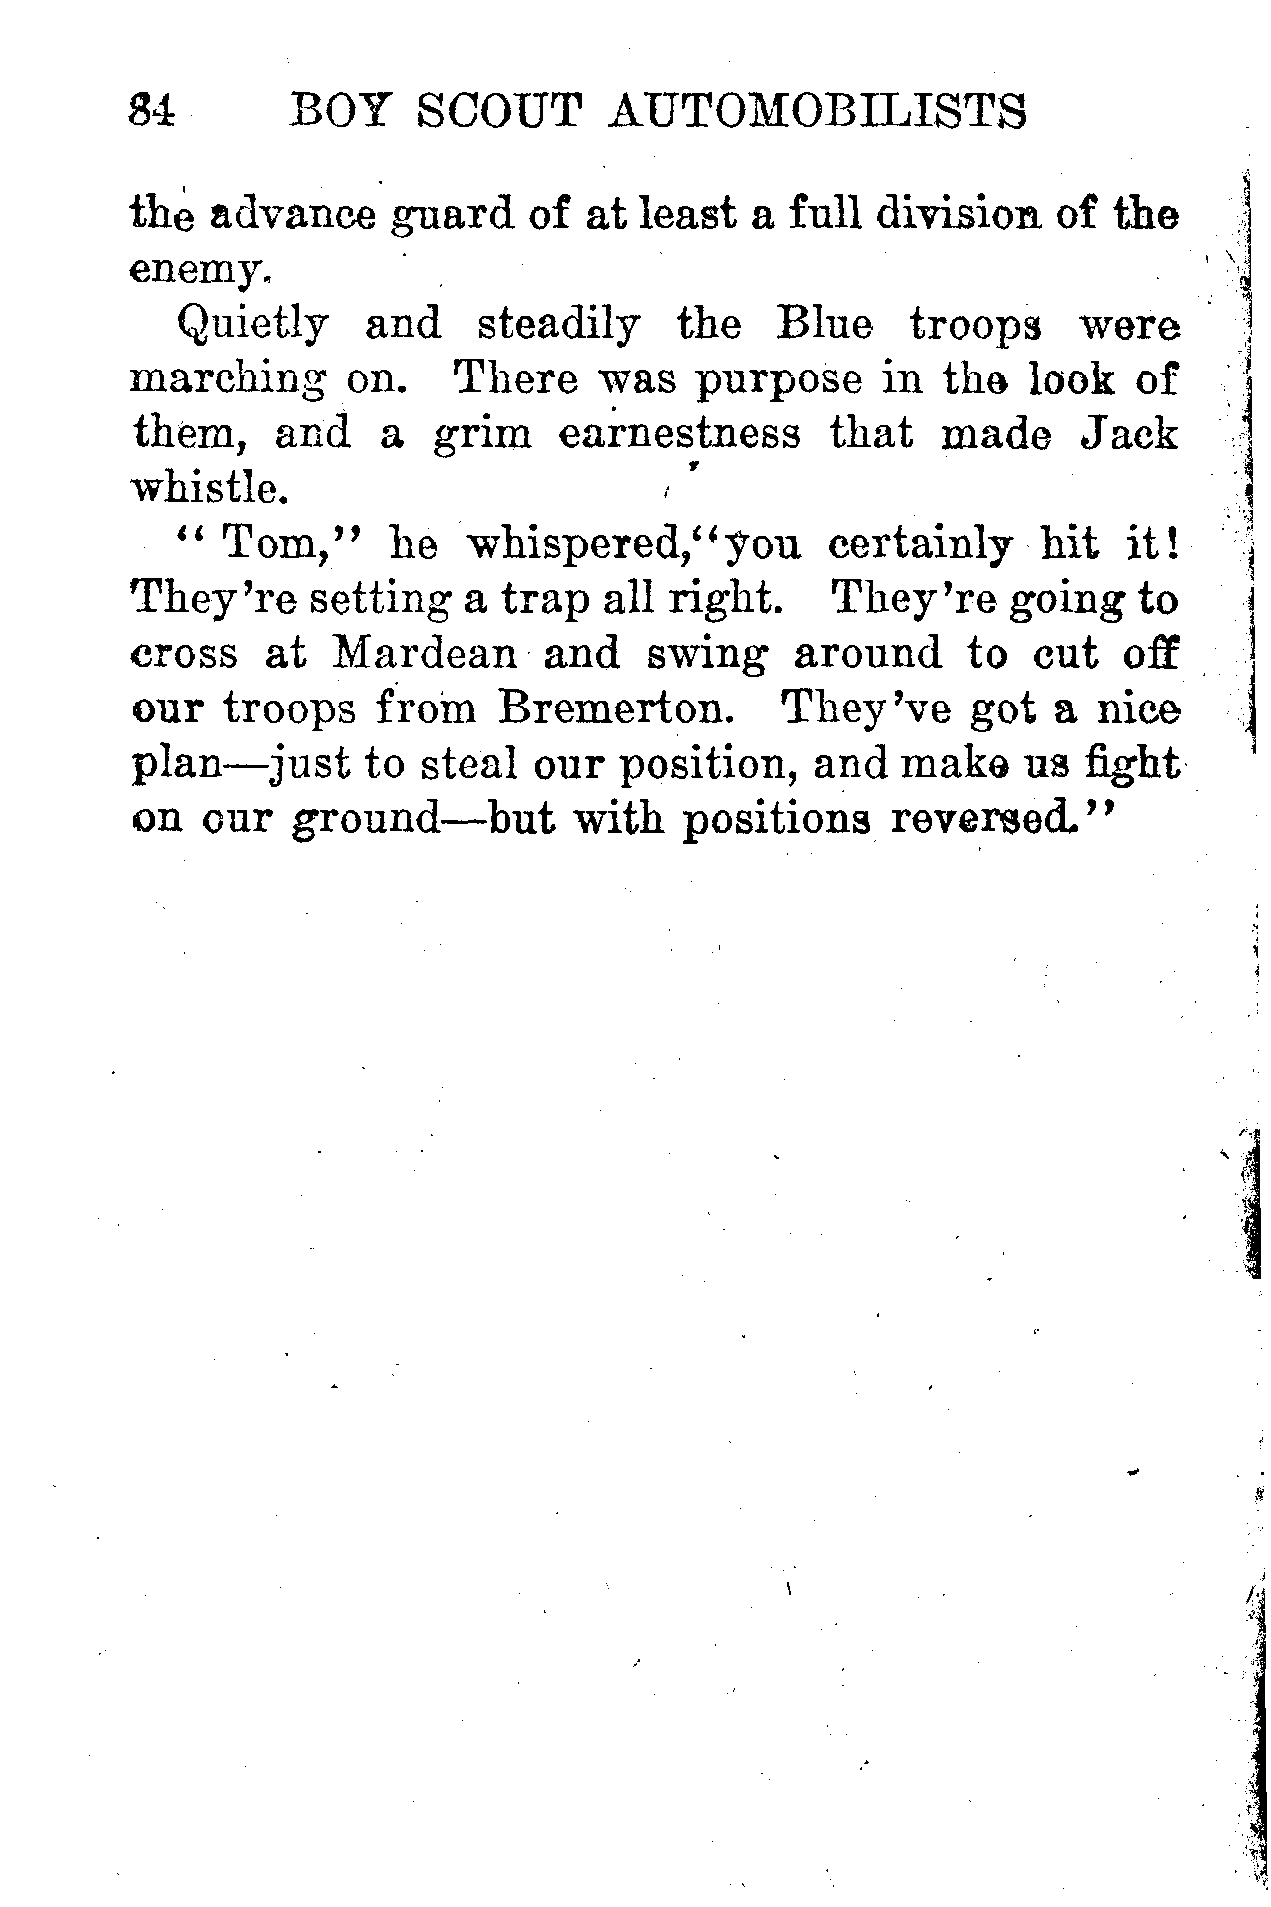 84 BOY SCOUT AUTOMOBILISTS
the advance guard of at least a full division of the
enemy.
Quietly and steadily the Blue troops were
marching on. There was purpose in the look of
them, and a grim earnestness that made Jack
whistle.
“ Tom,” he whispered,“you certainly hit it!
They’re setting a trap all right. They’re going to
cross at Mardean and swing around to cut off
our troops from Bremerton. They’ve got a nice
plan—just to steal our position, and make us fight
on our ground—but with positions reversed.”